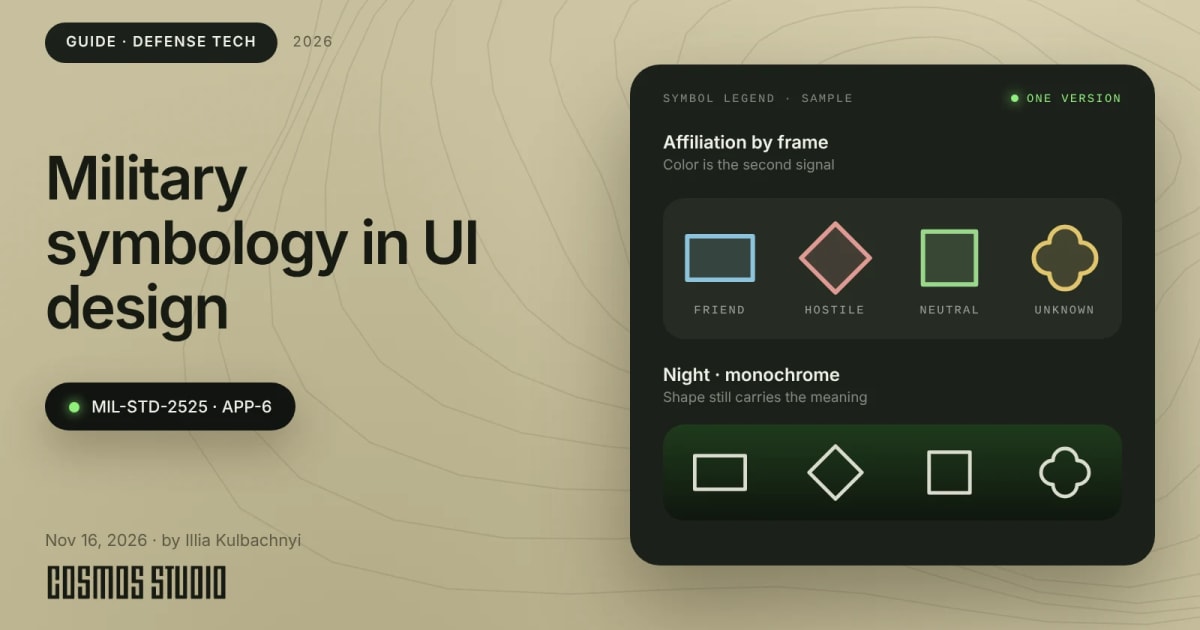 GUIDE · DEFENSE TECH
2026
Military
symbology in UI
design
MIL-STD-2525 · APP-6
Nov 16, 2026 · by Illia Kulbachnyi
COSMOS STUDIO
SYMBOL LEGEND · SAMPLE
ONE VERSION
Affiliation by frame
Color is the second signal
FRIEND
HOSTILE
NEUTRAL
UNKNOWN
Night · monochrome
Shape still carries the meaning